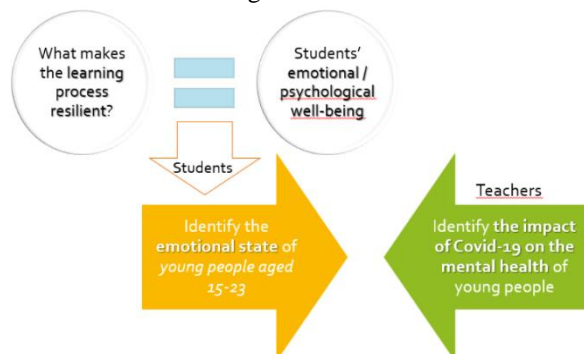 What makes
the learning
process
resilient?
Students'
emotional /
psychological
well-being
Students
Identify the
emotional state of
young people aged
15-23
Teachers
Identify the impact
of Covid-19 on the
mental health of
young people